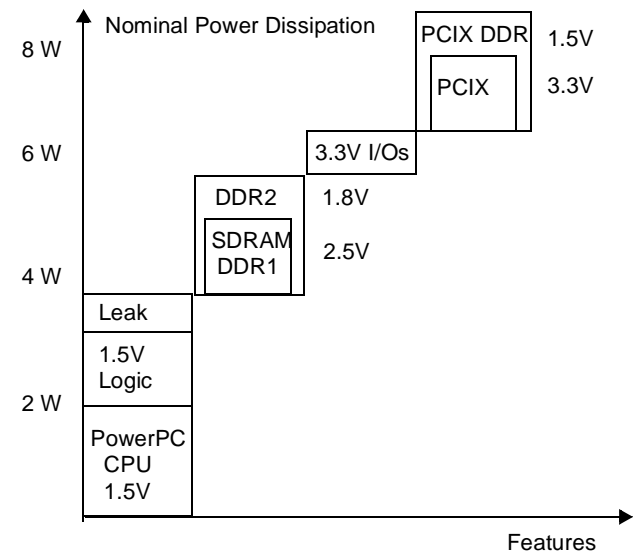 Nominal Power Dissipation
8 W
6 W
4 W
2 W
PCIX DDR
1.5V
PCIX
3.3V
3.3V I/Os
DDR2
1.8V
SDRAM
DDR1
2.5V
Leak
1.5V
Logic
PowerPC
CPU
1.5V
Features